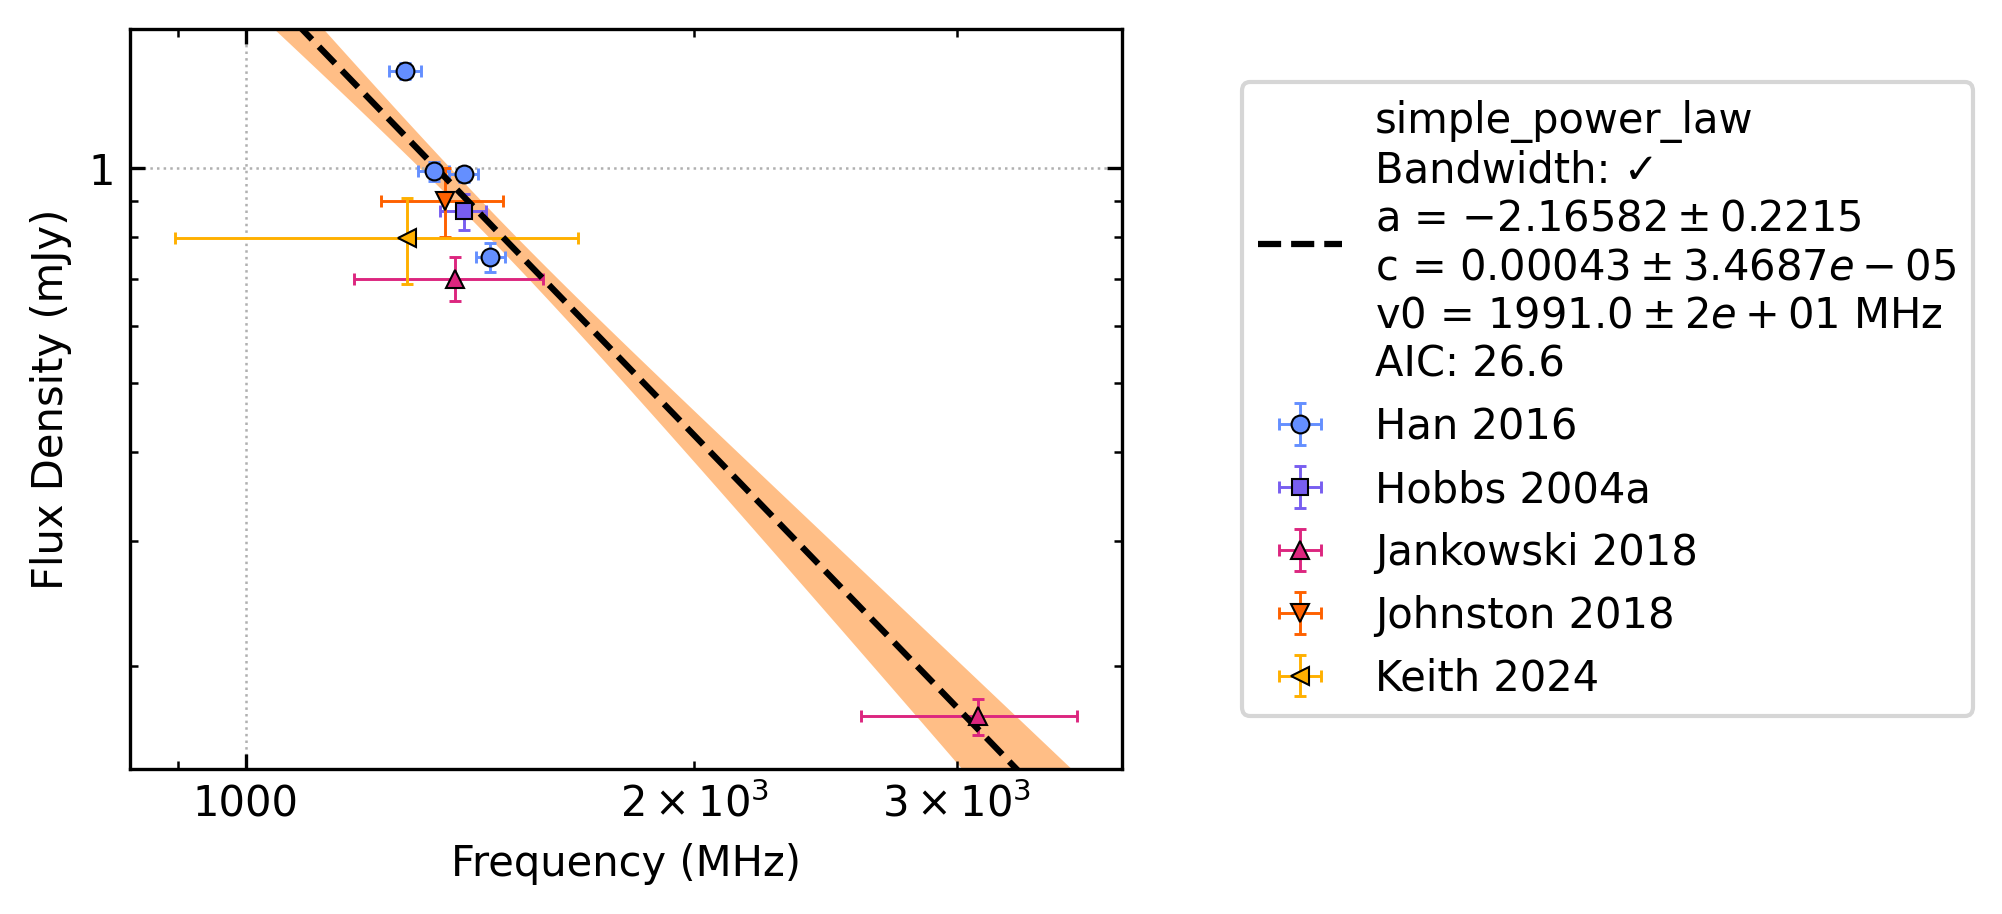 1
1000
2 × 10³
3 × 10³
Frequency (MHz)
Flux Density (mJy)
simple_power_law
Bandwidth: ✓
a = −2.16582 ± 0.2215
c = 0.00043 ± 3.4687e − 05
v0 = 1991.0 ± 2e + 01 MHz
AIC: 26.6
Han 2016
Hobbs 2004a
Jankowski 2018
Johnston 2018
Keith 2024